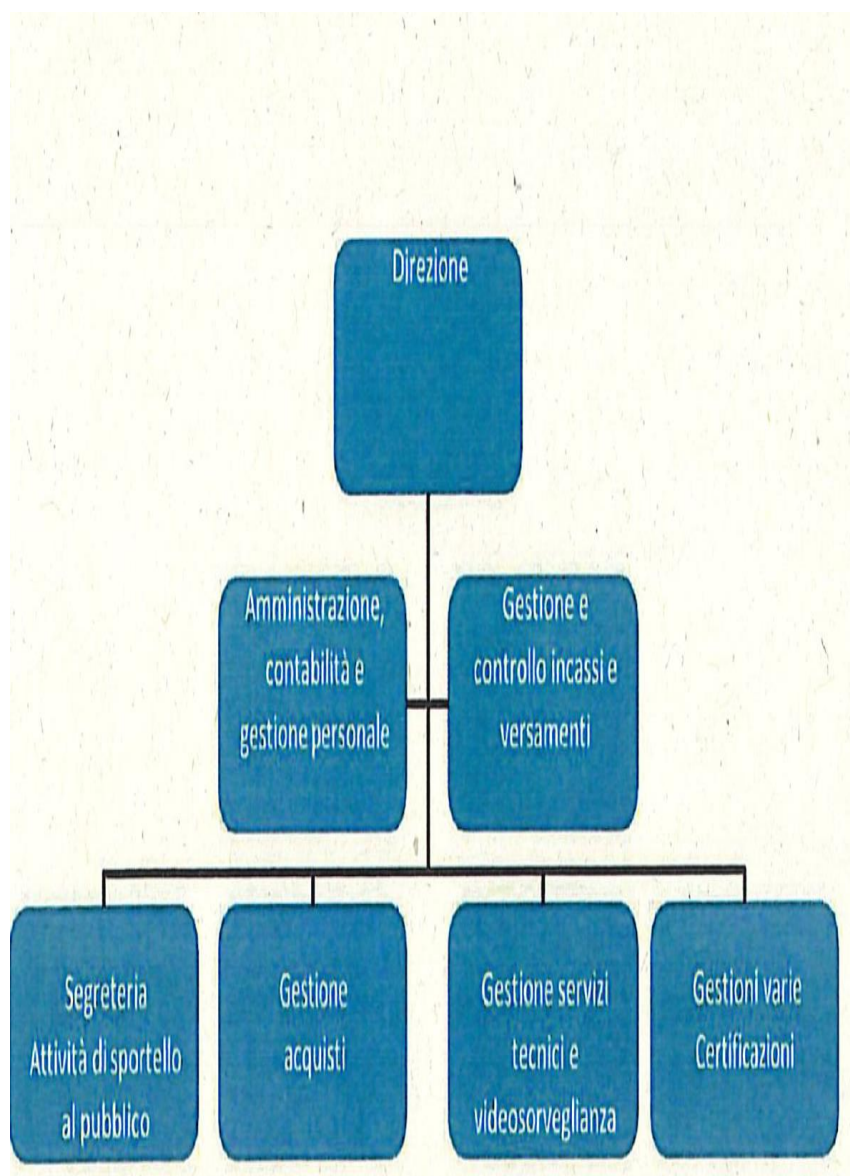 Direzione
Amministrazione,
contabilità e
gestione personale
Gestione e
controllo incassi e
versamenti
Segreteria
Attività di sportello
al pubblico
Gestione
acquisti
Gestione servizi
tecnici e
videosorveglianza
Gestioni varie
Certificazioni